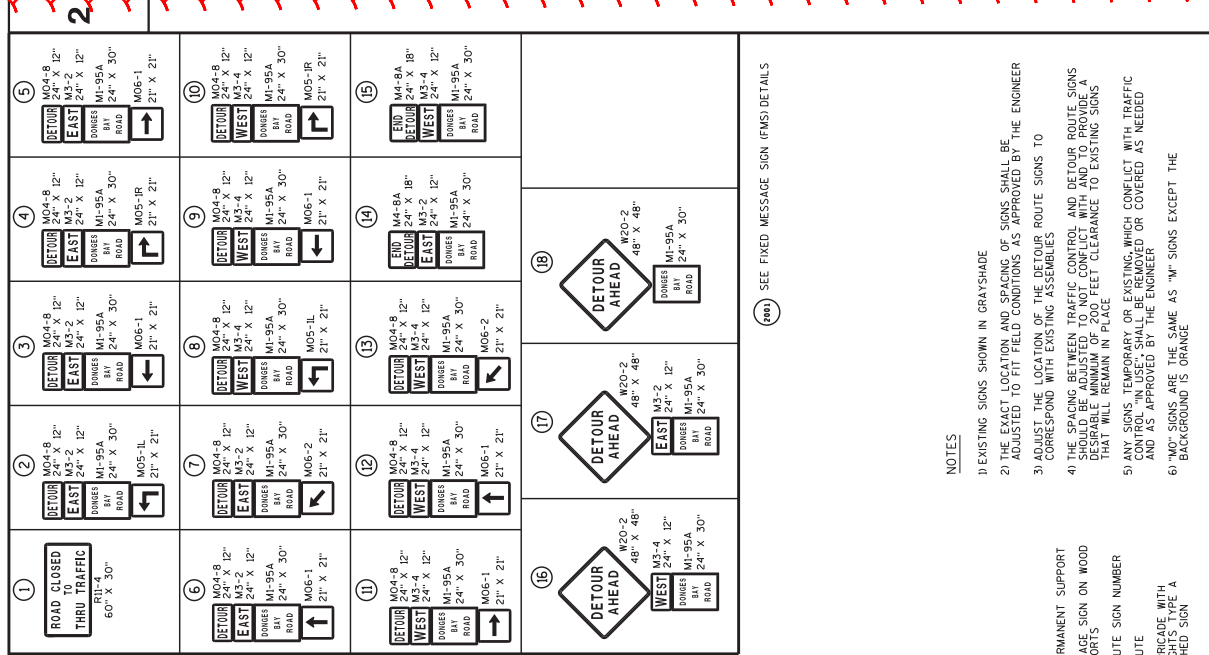 2
1
ROAD CLOSED
TO
THRU TRAFFIC
R11-4
60" X 30"
2
DETOUR
EAST
DONGES
BAY
ROAD
MO4-8
24" X 12"
M3-2
24" X 12"
M1-95A
24" X 30"
MO5-1L
21" X 21"
3
DETOUR
EAST
DONGES
BAY
ROAD
MO4-8
24" X 12"
M3-2
24" X 12"
M1-95A
24" X 30"
MO6-1
21" X 21"
4
DETOUR
EAST
DONGES
BAY
ROAD
MO4-8
24" X 12"
M3-2
24" X 12"
M1-95A
24" X 30"
MO5-1R
21" X 21"
5
DETOUR
EAST
DONGES
BAY
ROAD
MO4-8
24" X 12"
M3-2
24" X 12"
M1-95A
24" X 30"
MO6-1
21" X 21"
6
DETOUR
EAST
DONGES
BAY
ROAD
MO4-8
24" X 12"
M3-2
24" X 12"
M1-95A
24" X 30"
MO6-1
21" X 21"
7
DETOUR
EAST
DONGES
BAY
ROAD
MO4-8
24" X 12"
M3-2
24" X 12"
M1-95A
24" X 30"
MO6-2
21" X 21"
8
DETOUR
WEST
DONGES
BAY
ROAD
MO4-8
24" X 12"
M3-4
24" X 12"
M1-95A
24" X 30"
MO5-1L
21" X 21"
9
DETOUR
WEST
DONGES
BAY
ROAD
MO4-8
24" X 12"
M3-4
24" X 12"
M1-95A
24" X 30"
MO6-1
21" X 21"
10
DETOUR
WEST
DONGES
BAY
ROAD
MO4-8
24" X 12"
M3-4
24" X 12"
M1-95A
24" X 30"
MO5-1R
21" X 21"
11
DETOUR
WEST
DONGES
BAY
ROAD
MO4-8
24" X 12"
M3-4
24" X 12"
M1-95A
24" X 30"
MO6-1
21" X 21"
12
DETOUR
WEST
DONGES
BAY
ROAD
MO4-8
24" X 12"
M3-4
24" X 12"
M1-95A
24" X 30"
MO6-1
21" X 21"
13
DETOUR
WEST
DONGES
BAY
ROAD
MO4-8
24" X 12"
M3-4
24" X 12"
M1-95A
24" X 30"
MO6-2
21" X 21"
14
END
DETOUR
EAST
DONGES
BAY
ROAD
M4-8A
24" X 18"
M3-2
24" X 12"
M1-95A
24" X 30"
15
END
DETOUR
WEST
DONGES
BAY
ROAD
M4-8A
24" X 18"
M3-4
24" X 12"
M1-95A
24" X 30"
16
DETOUR
AHEAD
W20-2
48" X 48"
WEST
DONGES
BAY
ROAD
M3-4
24" X 12"
M1-95A
24" X 30"
17
DETOUR
AHEAD
W20-2
48" X 48"
EAST
DONGES
BAY
ROAD
M3-2
24" X 12"
M1-95A
24" X 30"
18
DETOUR
AHEAD
W20-2
48" X 48"
DONGES
BAY
ROAD
M1-95A
24" X 30"
2001 SEE FIXED MESSAGE SIGN (FMS) DETAILS
NOTES
1) EXISTING SIGNS SHOWN IN GRAYSHADE
2) THE EXACT LOCATION AND SPACING OF SIGNS SHALL BE
ADJUSTED TO FIT FIELD CONDITIONS AS APPROVED BY THE ENGINEER
3) ADJUST THE LOCATION OF THE DETOUR ROUTE SIGNS TO
CORRESPOND WITH EXISTING ASSEMBLIES
4) THE SPACING BETWEEN TRAFFIC CONTROL AND DETOUR ROUTE SIGNS
SHOULD BE ADJUSTED TO NOT CONFLICT WITH AND TO PROVIDE A
DESIRABLE MINIMUM OF 200 FEET CLEARANCE TO EXISTING SIGNS
THAT WILL REMAIN IN PLACE
5) ANY SIGNS TEMPORARY OR EXISTING, WHICH CONFLICT WITH TRAFFIC
CONTROL "IN USE", SHALL BE REMOVED OR COVERED AS NEEDED
AND AS APPROVED BY THE ENGINEER
6) "MO" SIGNS ARE THE SAME AS "M" SIGNS EXCEPT THE
BACKGROUND IS ORANGE
RMANENT SUPPORT
AGE SIGN ON WOOD
ORTS
UTE SIGN NUMBER
UTE
RICADE WITH
GHTS TYPE A
HED SIGN